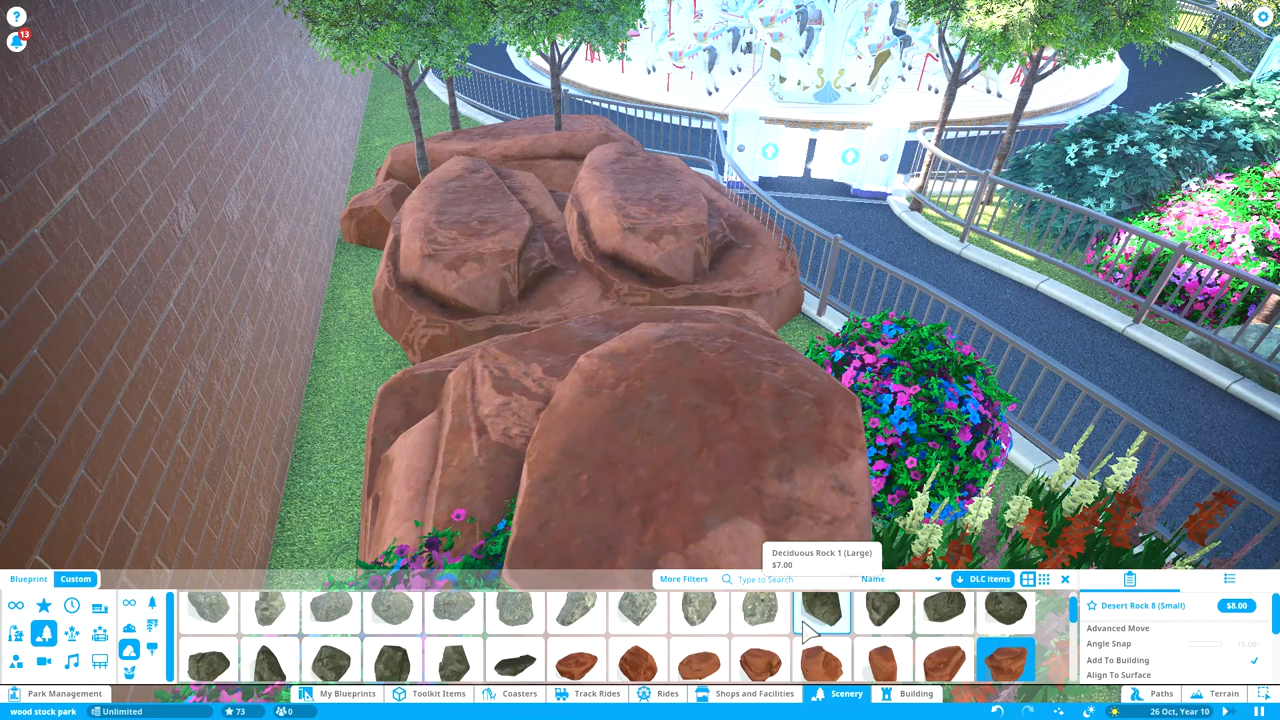 ?
13
Deciduous Rock 1 (Large)
$7.00
Blueprint
Custom
More Filters
Type to Search
Name
DLC items
Desert Rock 8 (Small)
$8.00
Advanced Move
Angle Snap
15.00°
Add To Building
Align To Surface
Park Management
My Blueprints
Toolkit Items
Coasters
Track Rides
Rides
Shops and Facilities
Scenery
Building
Paths
Terrain
wood stock park
Unlimited
73
0
26 Oct, Year 10